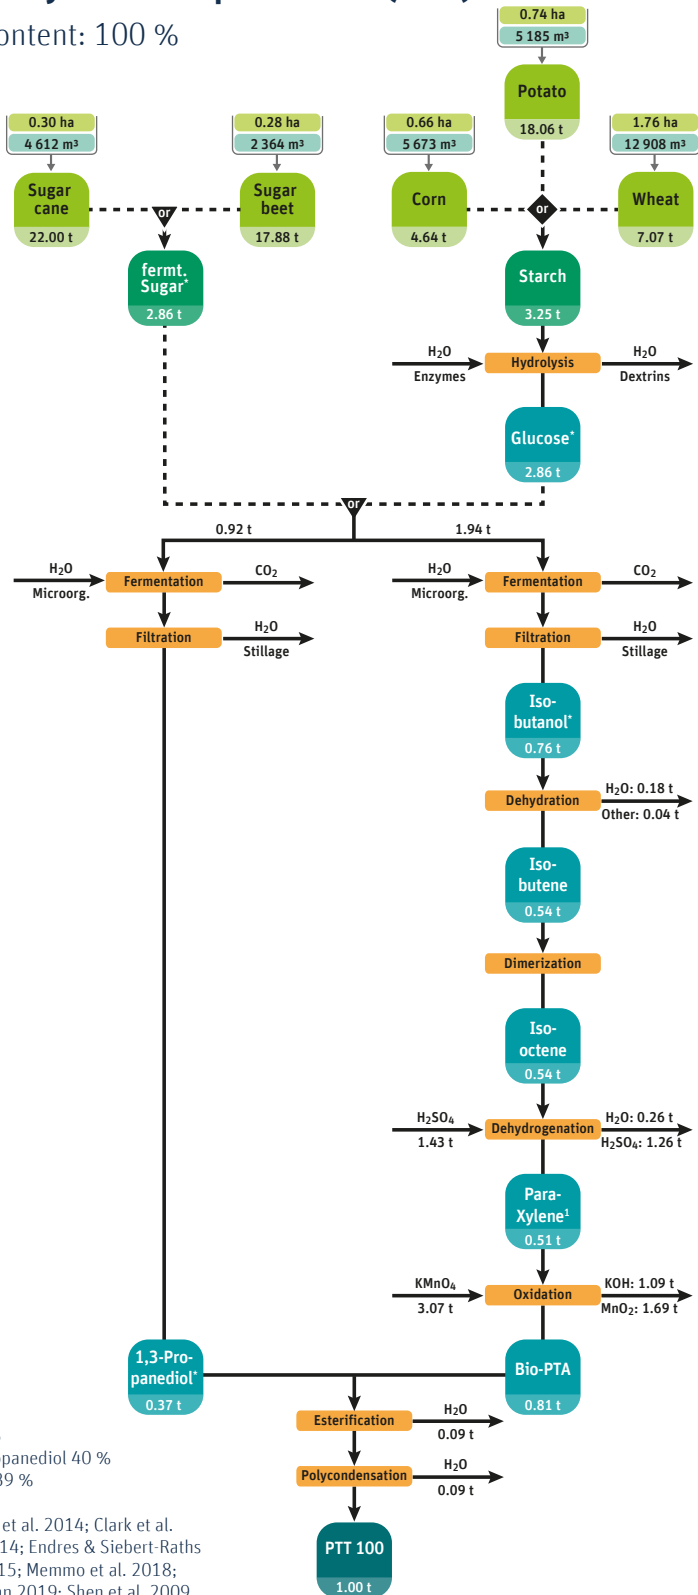 ontent: 100 %
0.74 ha
5 185 m³
Potato
18.06 t
0.30 ha
4 612 m³
Sugar
cane
22.00 t
0.28 ha
2 364 m³
Sugar
beet
17.88 t
0.66 ha
5 673 m³
Corn
4.64 t
1.76 ha
12 908 m³
Wheat
7.07 t
or
or
fermt.
Sugar*
2.86 t
Starch
3.25 t
H₂O
Enzymes
Hydrolysis
H₂O
Dextrins
Glucose*
2.86 t
or
0.92 t
1.94 t
H₂O
Microorg.
Fermentation
CO₂
H₂O
Microorg.
Fermentation
CO₂
Filtration
H₂O
Stillage
Filtration
H₂O
Stillage
Iso-
butanol*
0.76 t
Dehydration
H₂O: 0.18 t
Other: 0.04 t
Iso-
butene
0.54 t
Dimerization
Iso-
octene
0.54 t
H₂SO₄
1.43 t
Dehydrogenation
H₂O: 0.26 t
H₂SO₄: 1.26 t
Para-
Xylene¹
0.51 t
KMnO₄
3.07 t
Oxidation
KOH: 1.09 t
MnO₂: 1.69 t
1,3-Pro-
panediol*
0.37 t
Bio-PTA
0.81 t
Esterification
H₂O
0.09 t
Polycondensation
H₂O
0.09 t
PTT 100
1.00 t
opanediol 40 %
39 %
et al. 2014; Clark et al.
14; Endres & Siebert-Raths
15; Memmo et al. 2018;
an 2019; Shen et al. 2009